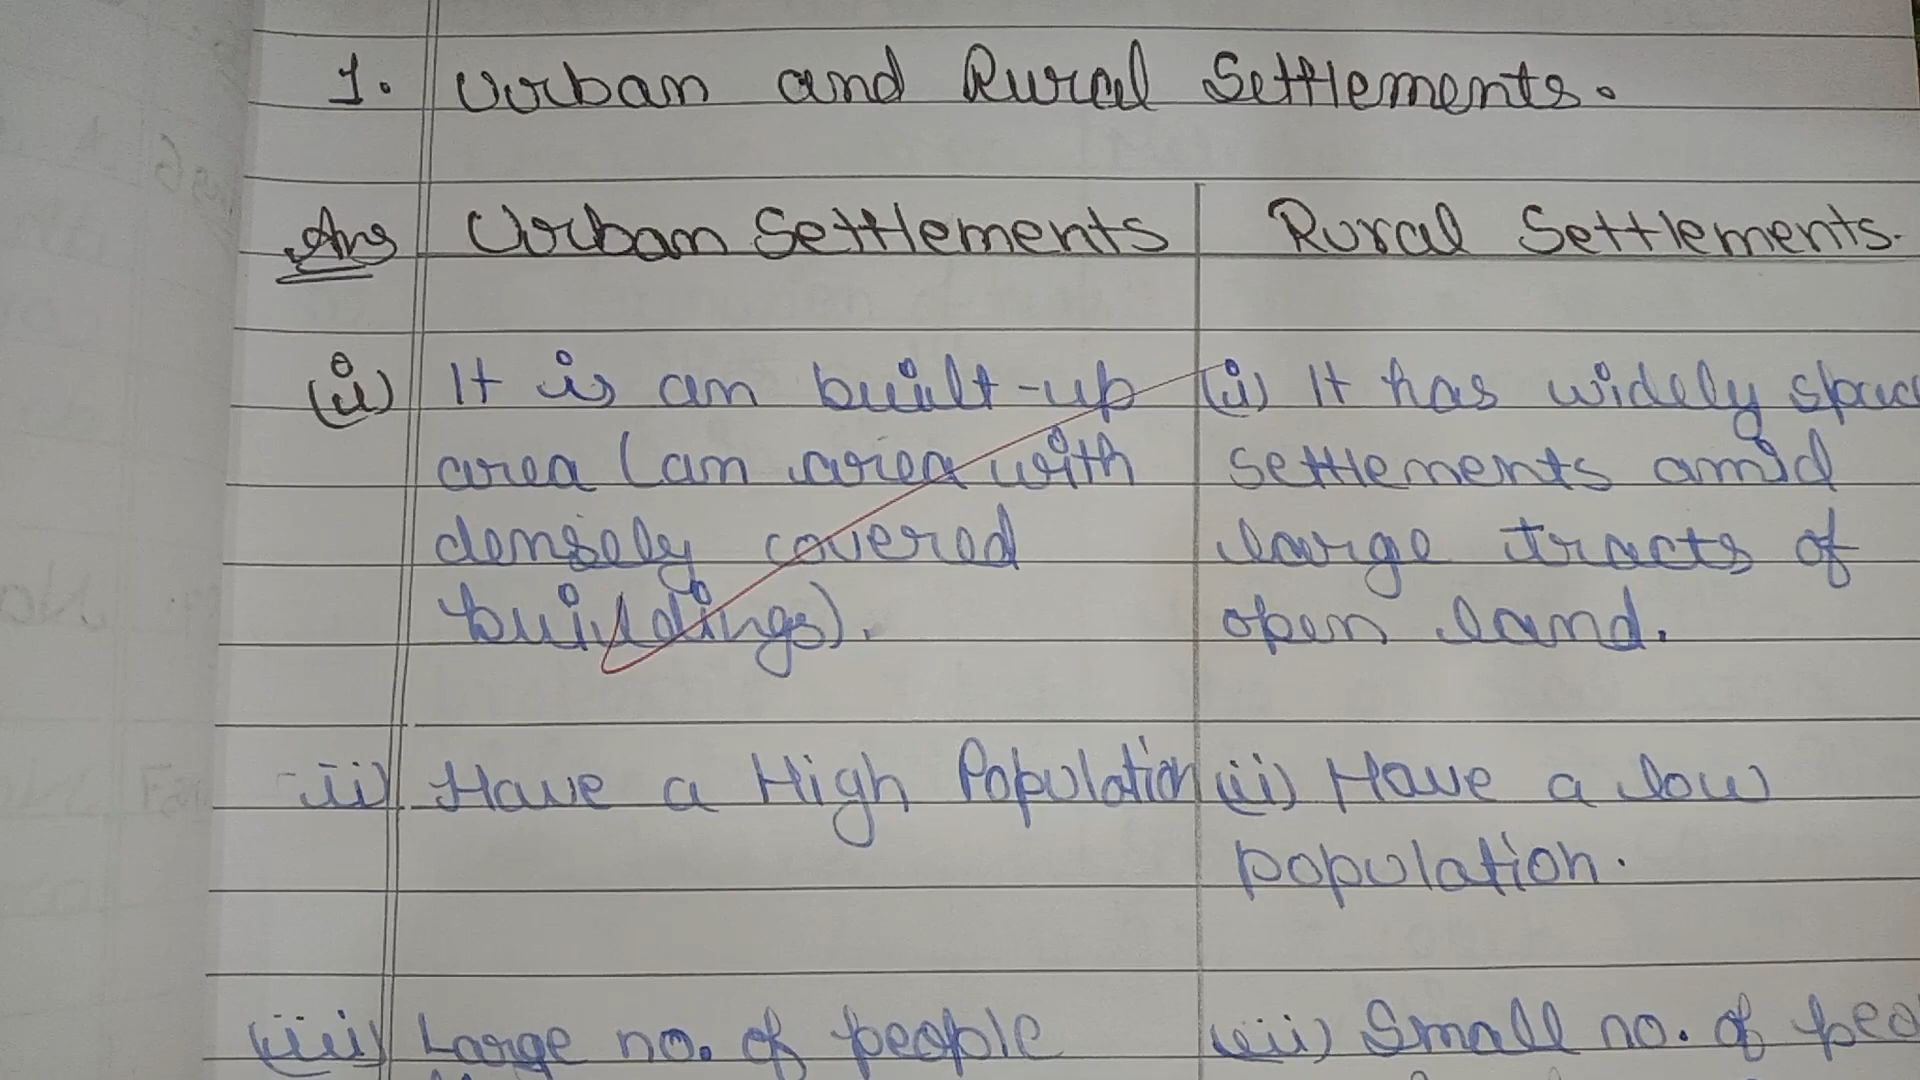 1. Urban and Rural Settlements.
Ans Urban Settlements Rural Settlements.
(i) It is an built-up
area (an area with
densely covered
buildings).
(i) It has widely
settlements amid
large tracts of
open land.
ii) Have a High Population
(ii) Have a low
population.
(iii) Large no. of people
(iii) Small no. of